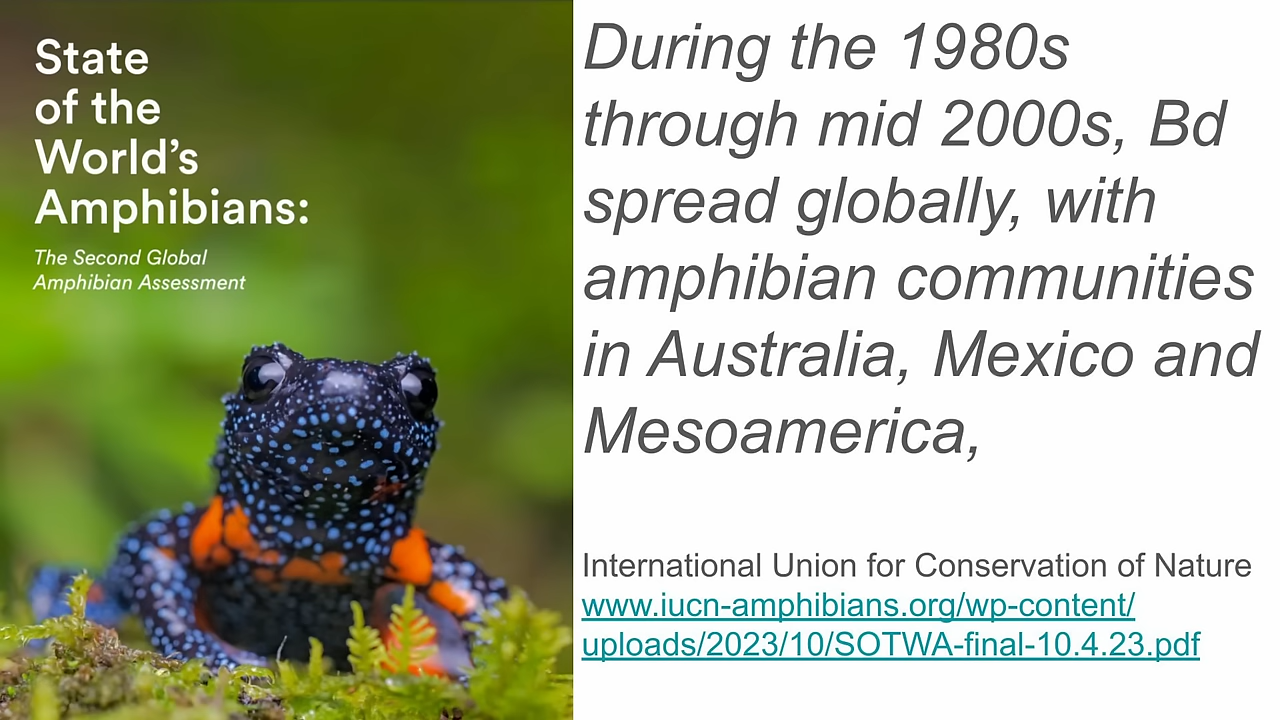 State
of the
World's
Amphibians:
The Second Global
Amphibian Assessment
During the 1980s
through mid 2000s, Bd
spread globally, with
amphibian communities
in Australia, Mexico and
Mesoamerica,
International Union for Conservation of Nature
www.iucn-amphibians.org/wp-content/
uploads/2023/10/SOTWA-final-10.4.23.pdf